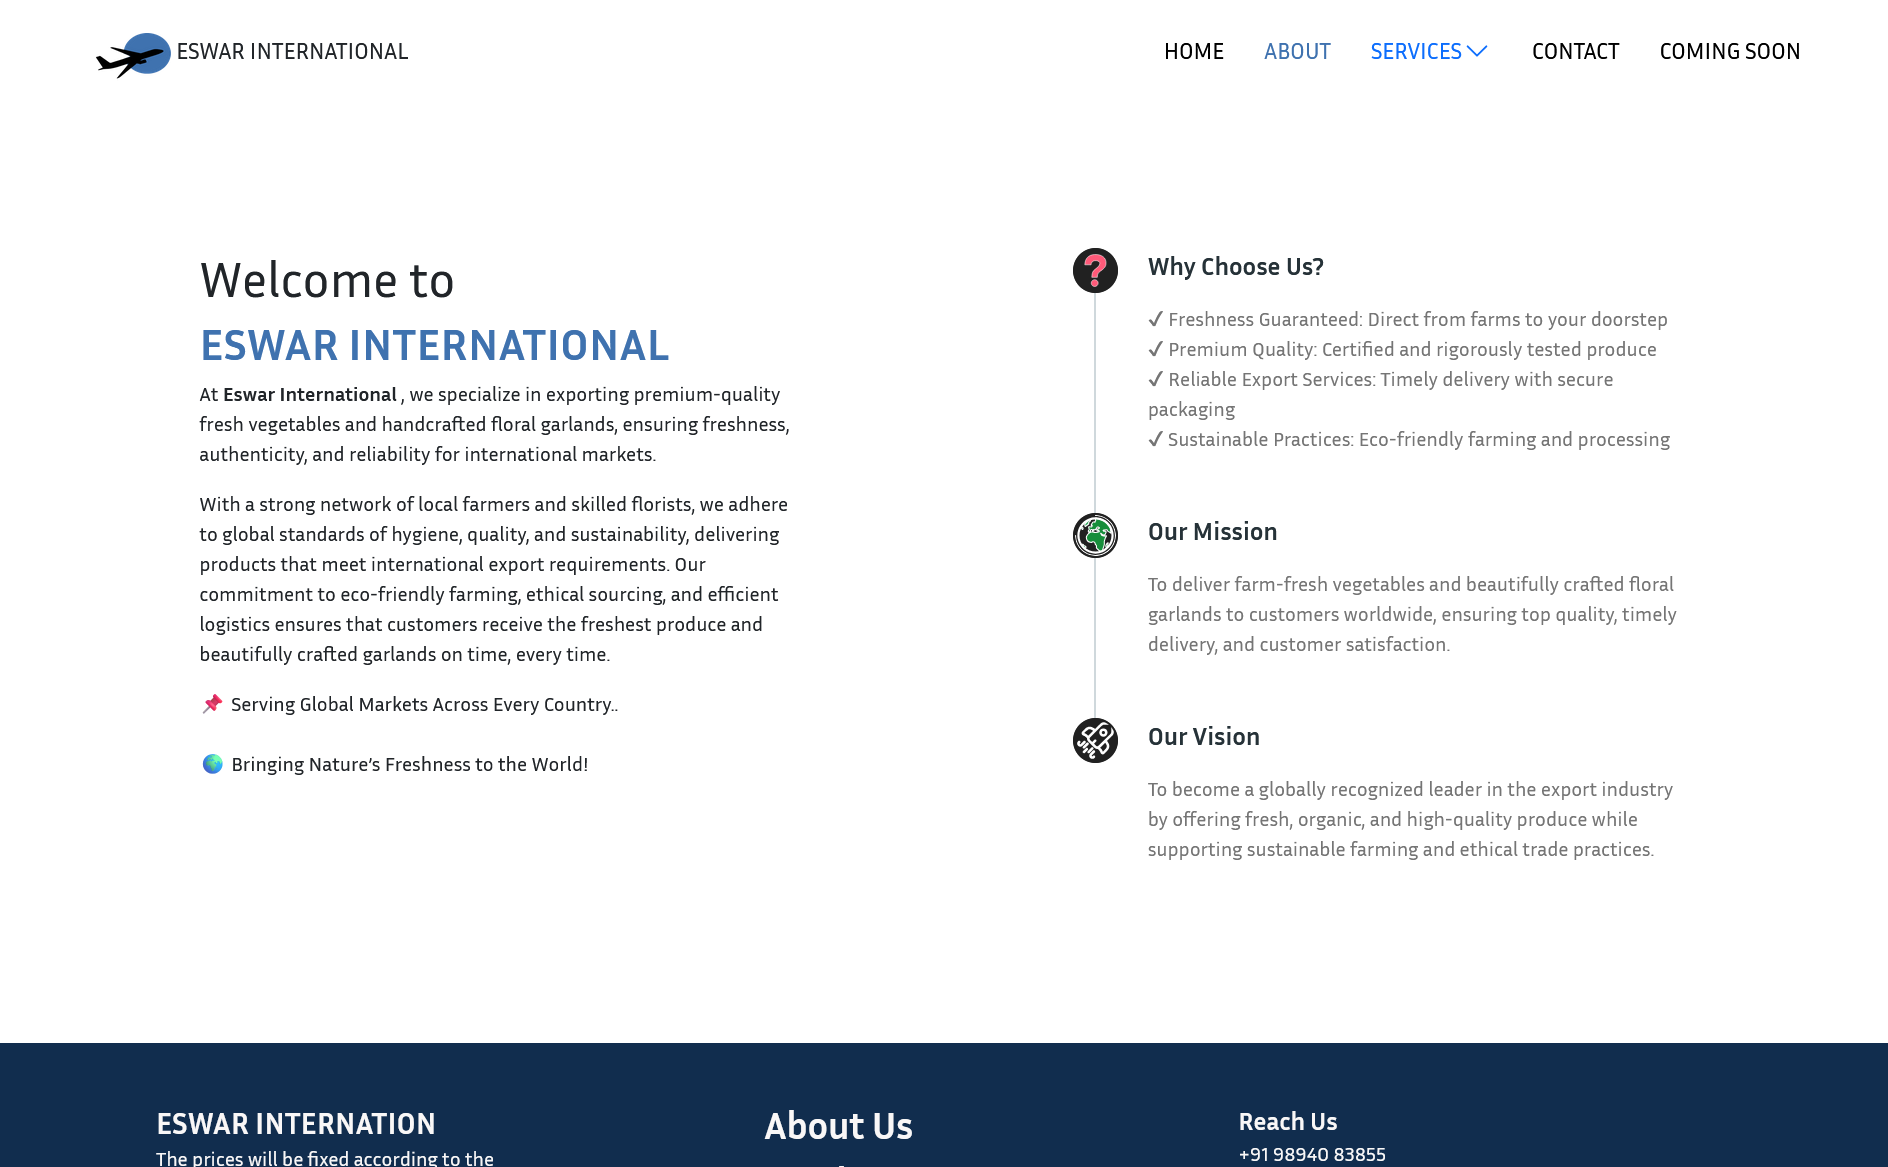 ESWAR INTERNATIONAL
HOME
ABOUT
SERVICES
CONTACT
COMING SOON
Welcome to
ESWAR INTERNATIONAL
At Eswar International , we specialize in exporting premium-quality
fresh vegetables and handcrafted floral garlands, ensuring freshness,
authenticity, and reliability for international markets.
With a strong network of local farmers and skilled florists, we adhere
to global standards of hygiene, quality, and sustainability, delivering
products that meet international export requirements. Our
commitment to eco-friendly farming, ethical sourcing, and efficient
logistics ensures that customers receive the freshest produce and
beautifully crafted garlands on time, every time.
📌 Serving Global Markets Across Every Country..
🌍 Bringing Nature's Freshness to the World!
Why Choose Us?
✔ Freshness Guaranteed: Direct from farms to your doorstep
✔ Premium Quality: Certified and rigorously tested produce
✔ Reliable Export Services: Timely delivery with secure
packaging
✔ Sustainable Practices: Eco-friendly farming and processing
Our Mission
To deliver farm-fresh vegetables and beautifully crafted floral
garlands to customers worldwide, ensuring top quality, timely
delivery, and customer satisfaction.
Our Vision
To become a globally recognized leader in the export industry
by offering fresh, organic, and high-quality produce while
supporting sustainable farming and ethical trade practices.
ESWAR INTERNATION
The prices will be fixed according to the
About Us
Reach Us
+91 98940 83855